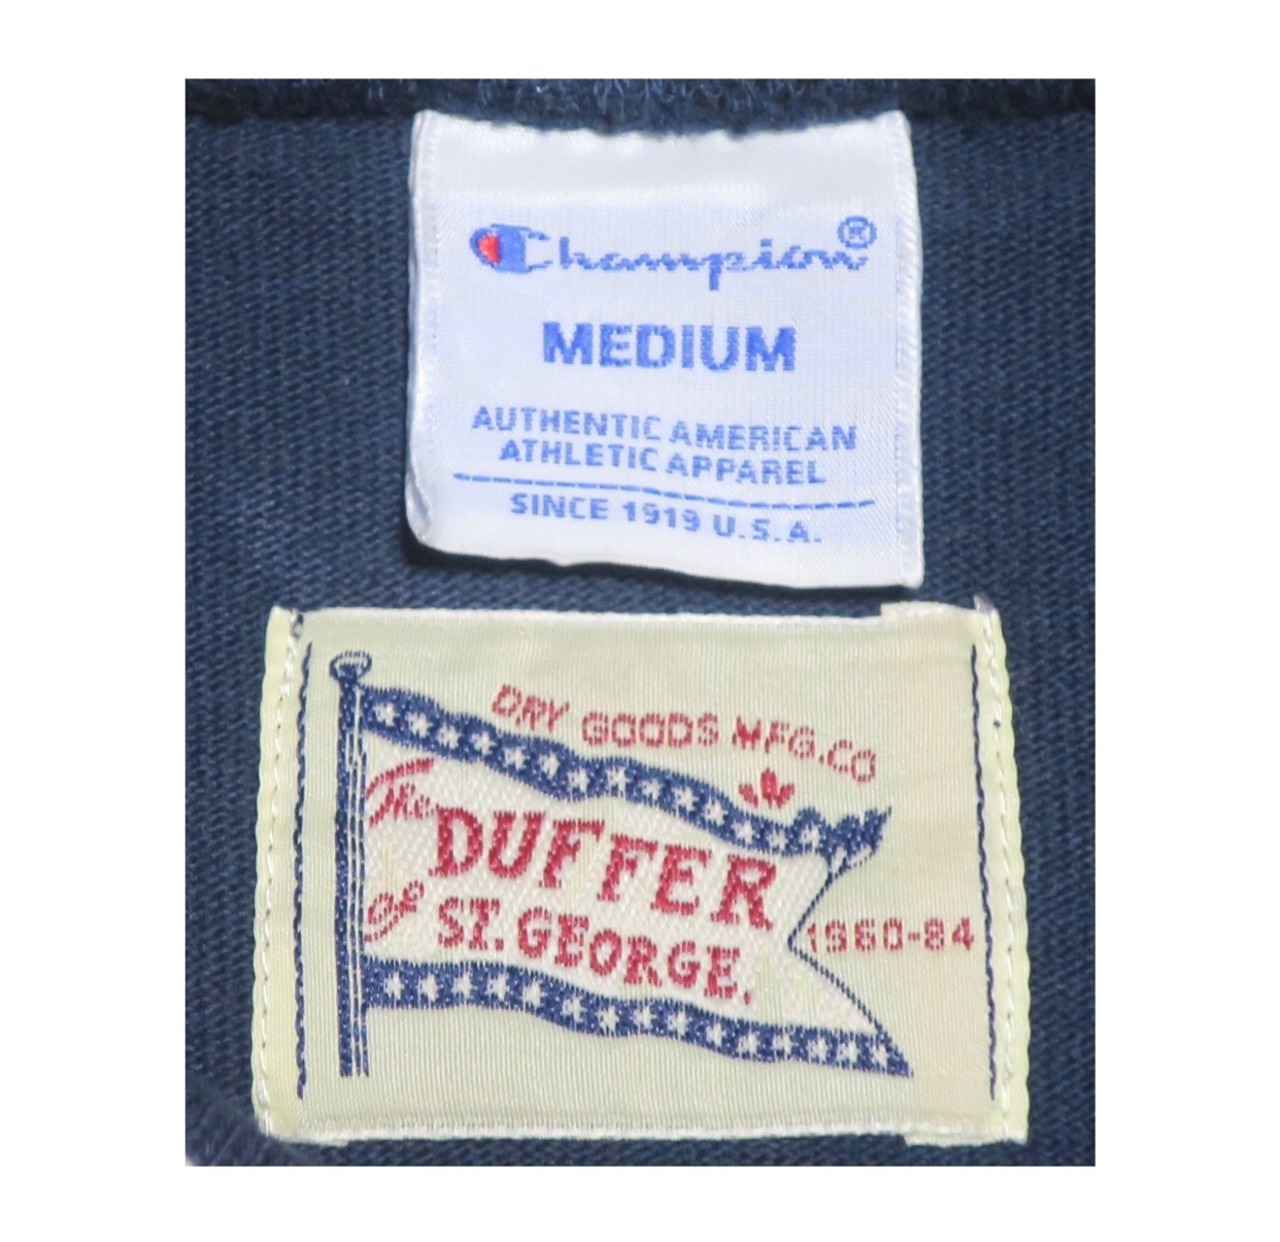 Champion®
MEDIUM
AUTHENTIC AMERICAN
ATHLETIC APPAREL
SINCE 1919 U.S.A.
DRY GOODS MFG.CO
The
DUFFER
of
ST. GEORGE.
1960-84